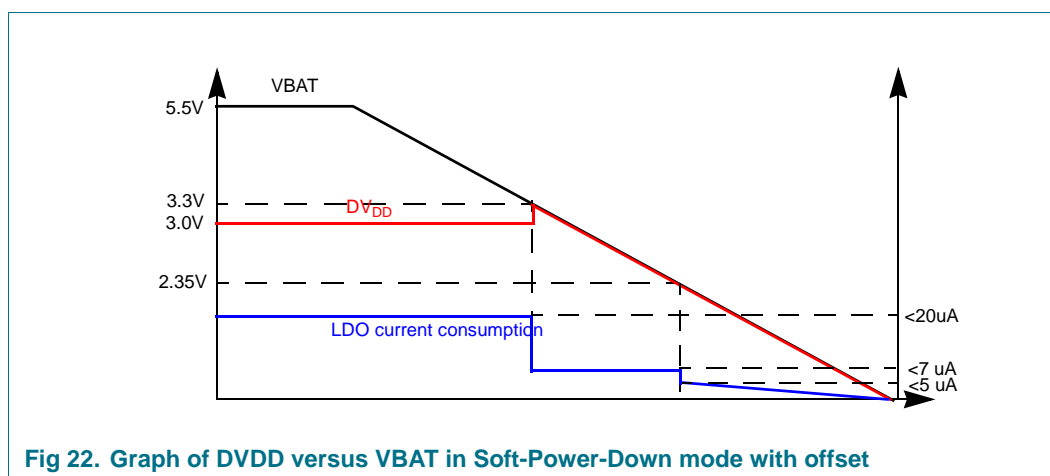 VBAT
5.5V
3.3V
DVDD
3.0V
2.35V
<20uA
LDO current consumption
<7 uA
<5 uA
Fig 22. Graph of DVDD versus VBAT in Soft-Power-Down mode with offset